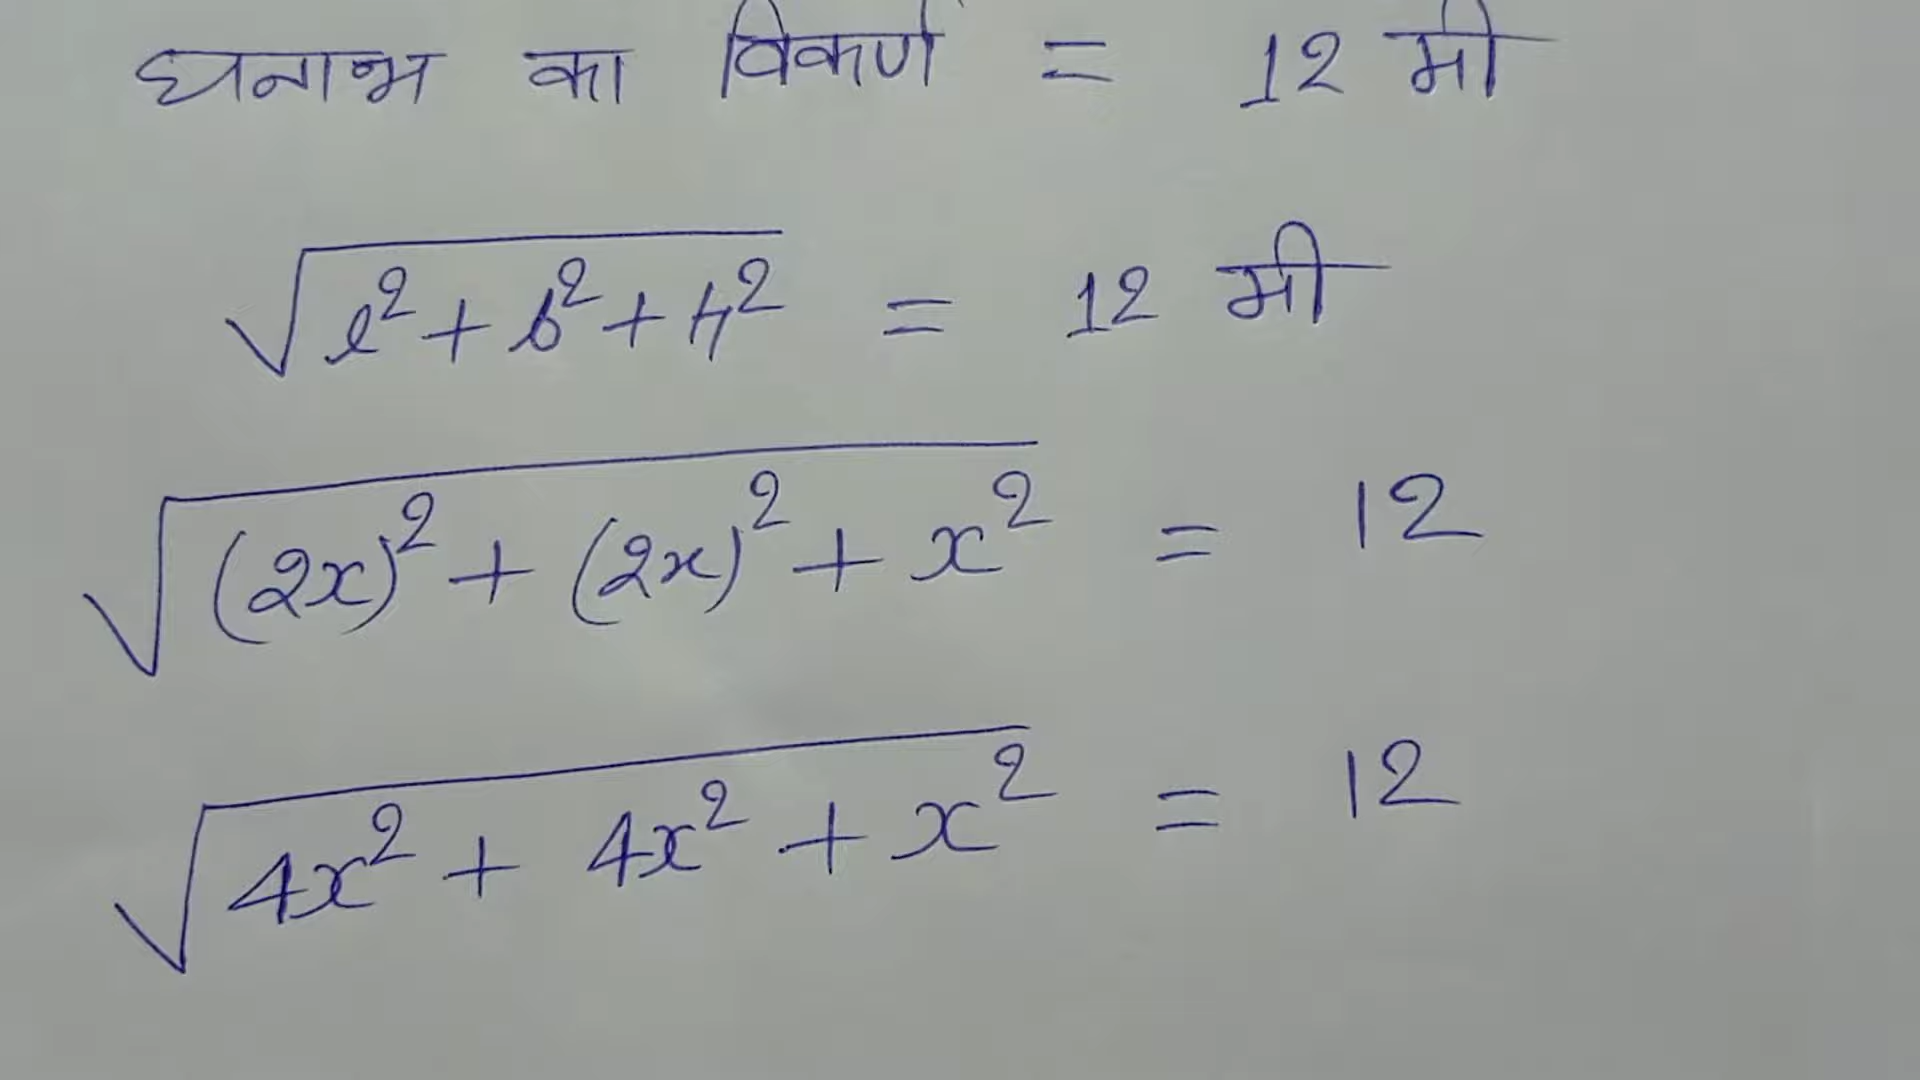 घनाभ का विकर्ण = 12 मी
√l² + b² + h² = 12 मी
√(2x)² + (2x)² + x² = 12
√4x² + 4x² + x² = 12